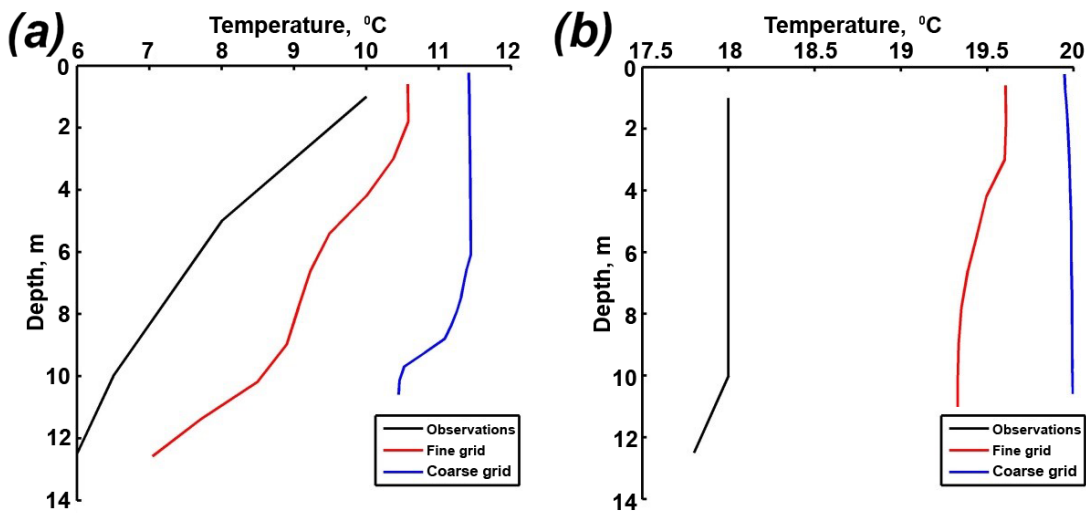 (a)
Temperature, ⁰C
6 7 8 9 10 11 12
0
2
4
6
8
10
12
14
Depth, m
Observations
Fine grid
Coarse grid
(b)
Temperature, ⁰C
17.5 18 18.5 19 19.5 20
0
2
4
6
8
10
12
14
Depth, m
Observations
Fine grid
Coarse grid